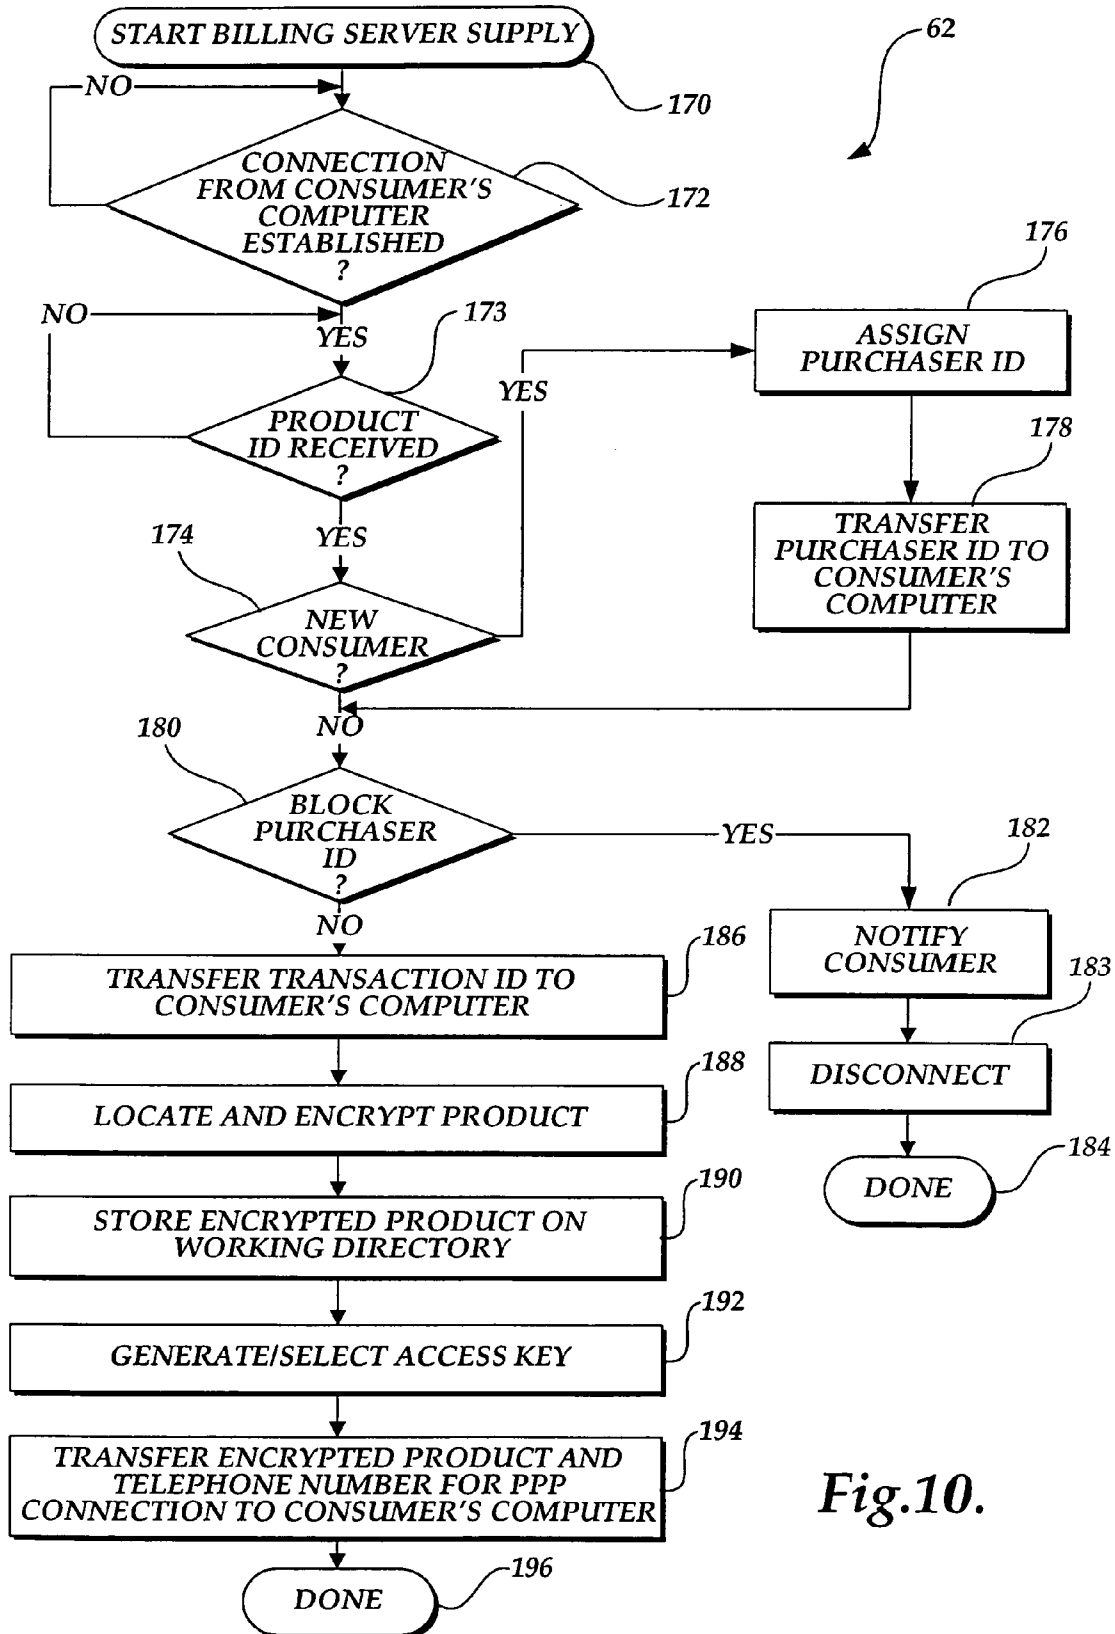 START BILLING SERVER SUPPLY
62
NO
170
CONNECTION
FROM CONSUMER'S
COMPUTER
ESTABLISHED
?
172
176
NO
173
YES
ASSIGN
PURCHASER ID
YES
PRODUCT
ID RECEIVED
?
178
YES
174
TRANSFER
PURCHASER ID TO
CONSUMER'S
COMPUTER
NEW
CONSUMER
?
NO
180
BLOCK
PURCHASER
ID
?
YES
182
NO
NOTIFY
CONSUMER
186
TRANSFER TRANSACTION ID TO
CONSUMER'S COMPUTER
183
DISCONNECT
188
LOCATE AND ENCRYPT PRODUCT
184
DONE
190
STORE ENCRYPTED PRODUCT ON
WORKING DIRECTORY
192
GENERATE/SELECT ACCESS KEY
194
TRANSFER ENCRYPTED PRODUCT AND
TELEPHONE NUMBER FOR PPP
CONNECTION TO CONSUMER'S COMPUTER
Fig.10.
196
DONE